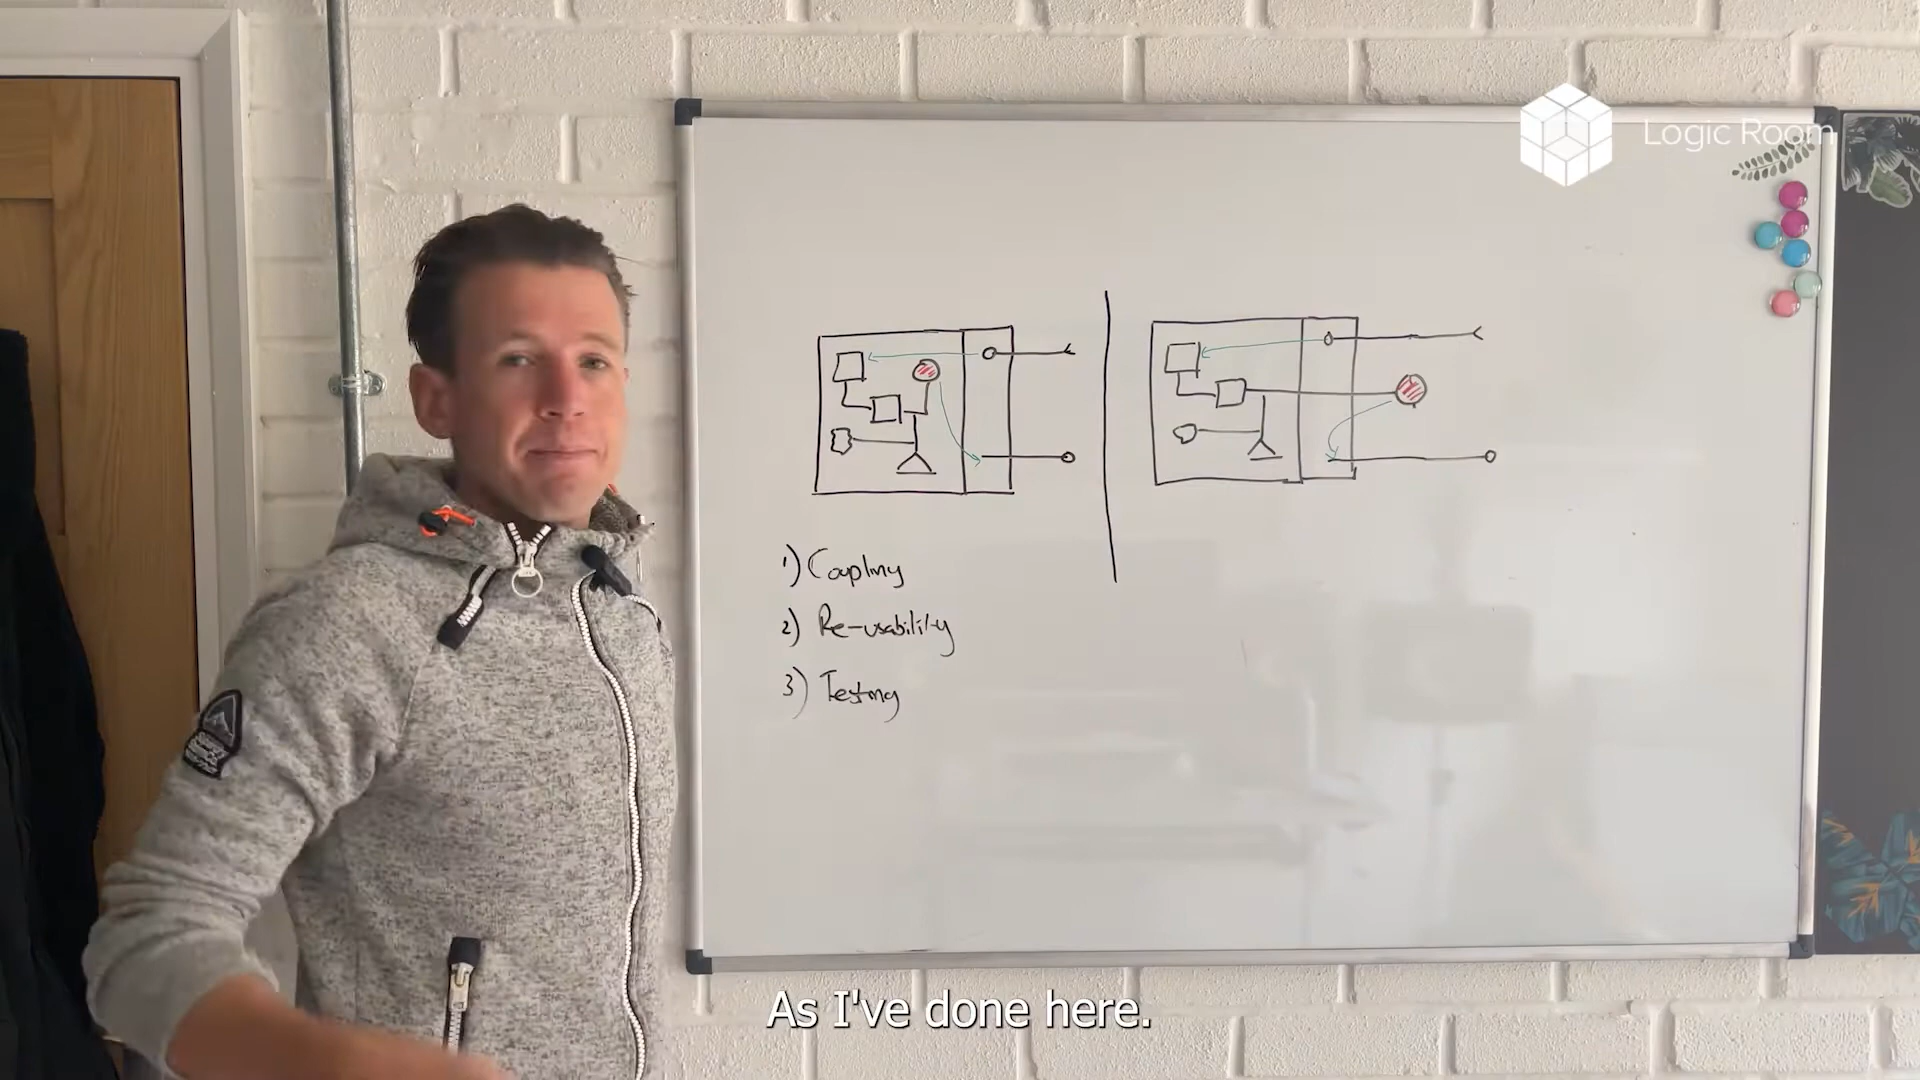 Logic Room
1) Coupling
2) Re-usability
3) Testing
As I've done here.